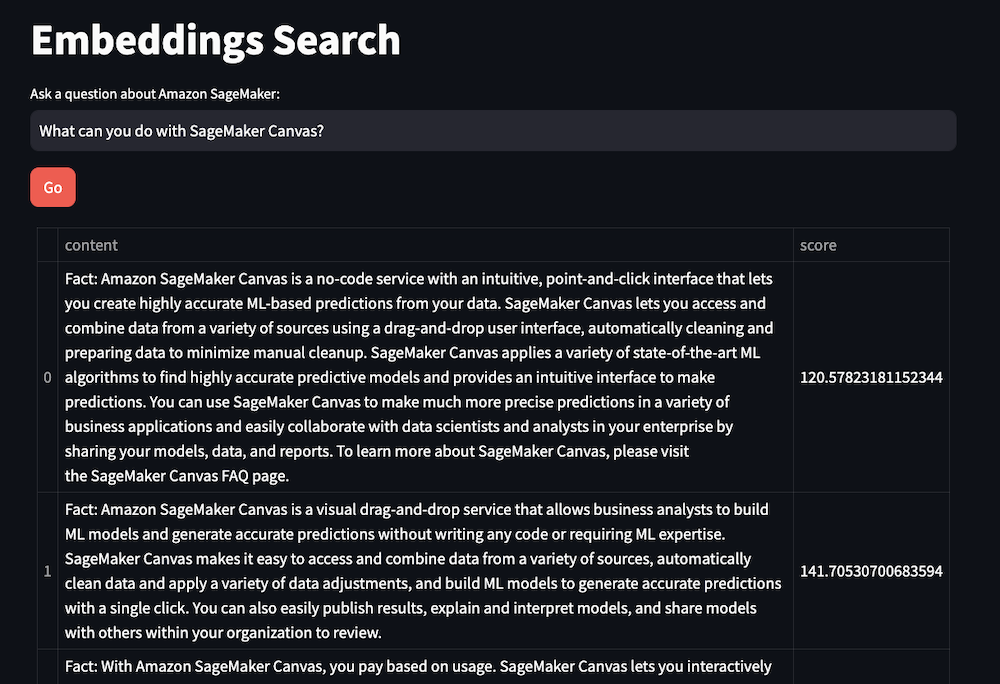 Embeddings Search
Ask a question about Amazon SageMaker:
What can you do with SageMaker Canvas?
Go
content score
Fact: Amazon SageMaker Canvas is a no-code service with an intuitive, point-and-click interface that lets
you create highly accurate ML-based predictions from your data. SageMaker Canvas lets you access and
combine data from a variety of sources using a drag-and-drop user interface, automatically cleaning and
preparing data to minimize manual cleanup. SageMaker Canvas applies a variety of state-of-the-art ML
0 algorithms to find highly accurate predictive models and provides an intuitive interface to make 120.57823181152344
predictions. You can use SageMaker Canvas to make much more precise predictions in a variety of
business applications and easily collaborate with data scientists and analysts in your enterprise by
sharing your models, data, and reports. To learn more about SageMaker Canvas, please visit
the SageMaker Canvas FAQ page.
Fact: Amazon SageMaker Canvas is a visual drag-and-drop service that allows business analysts to build
ML models and generate accurate predictions without writing any code or requiring ML expertise.
SageMaker Canvas makes it easy to access and combine data from a variety of sources, automatically
1 clean data and apply a variety of data adjustments, and build ML models to generate accurate predictions 141.70530700683594
with a single click. You can also easily publish results, explain and interpret models, and share models
with others within your organization to review.
Fact: With Amazon SageMaker Canvas, you pay based on usage. SageMaker Canvas lets you interactively